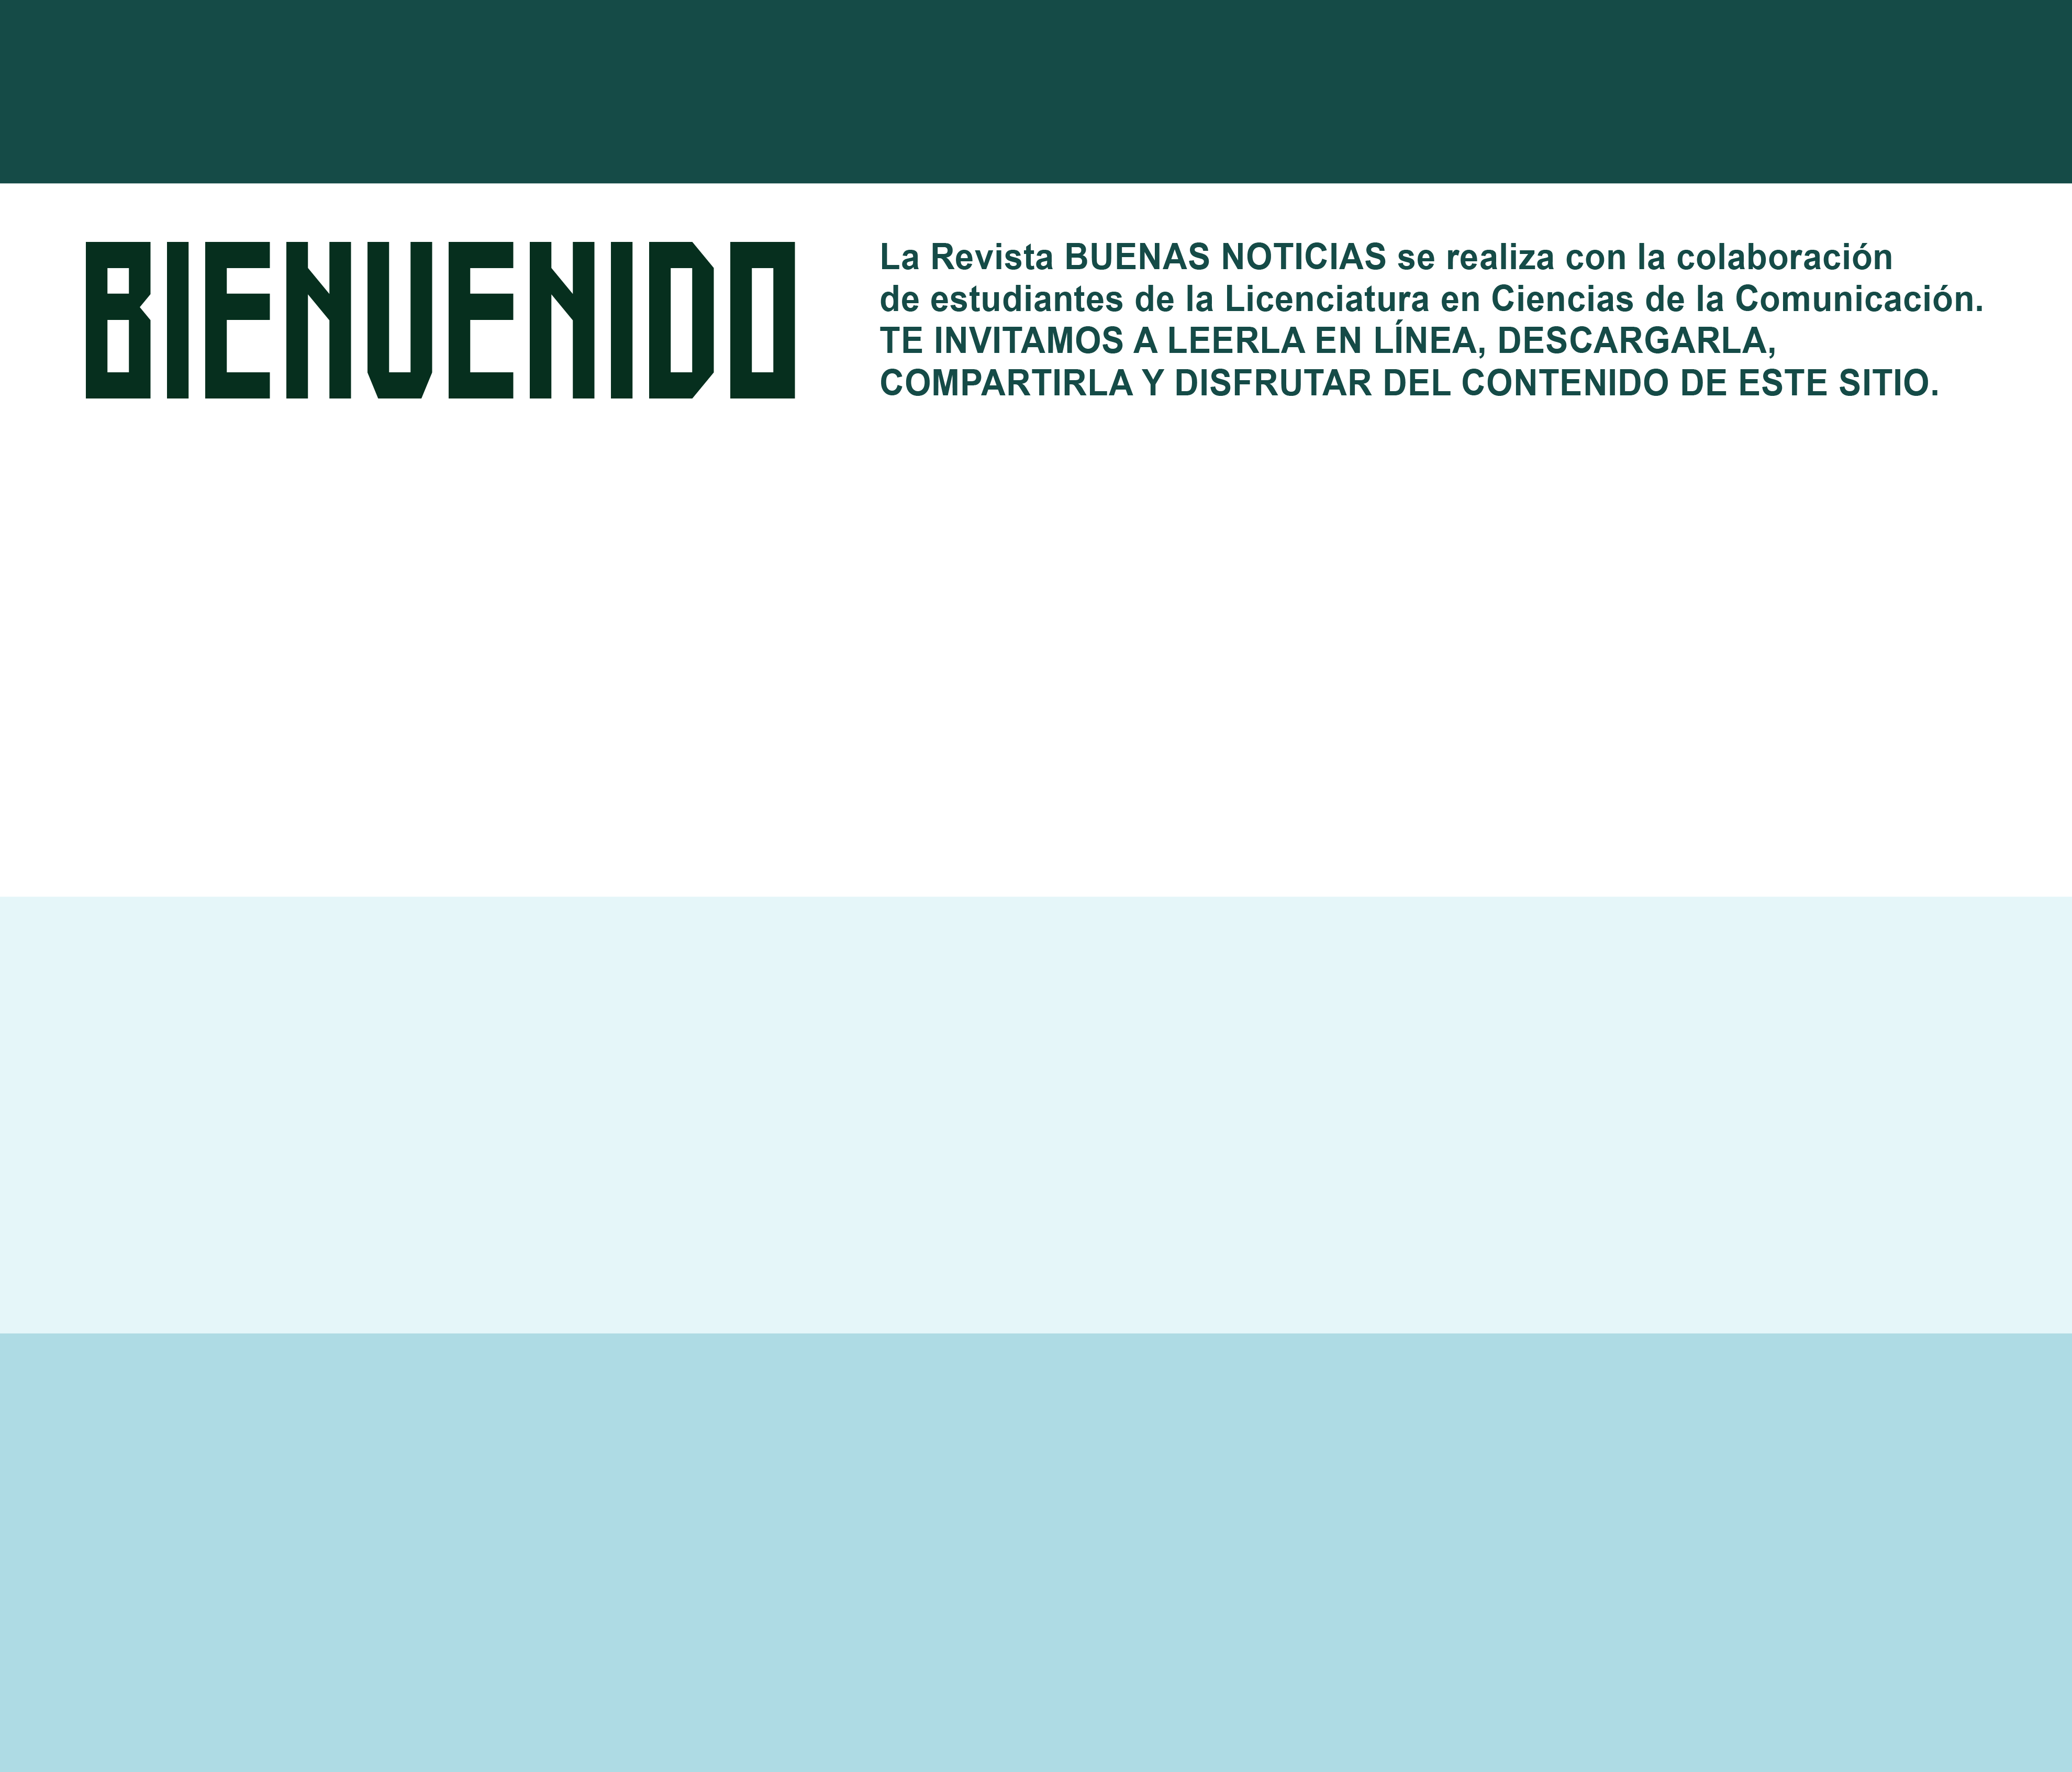 BIENVENIDO
La Revista BUENAS NOTICIAS se realiza con la colaboración
de estudiantes de la Licenciatura en Ciencias de la Comunicación.
TE INVITAMOS A LEERLA EN LÍNEA, DESCARGARLA,
COMPARTIRLA Y DISFRUTAR DEL CONTENIDO DE ESTE SITIO.